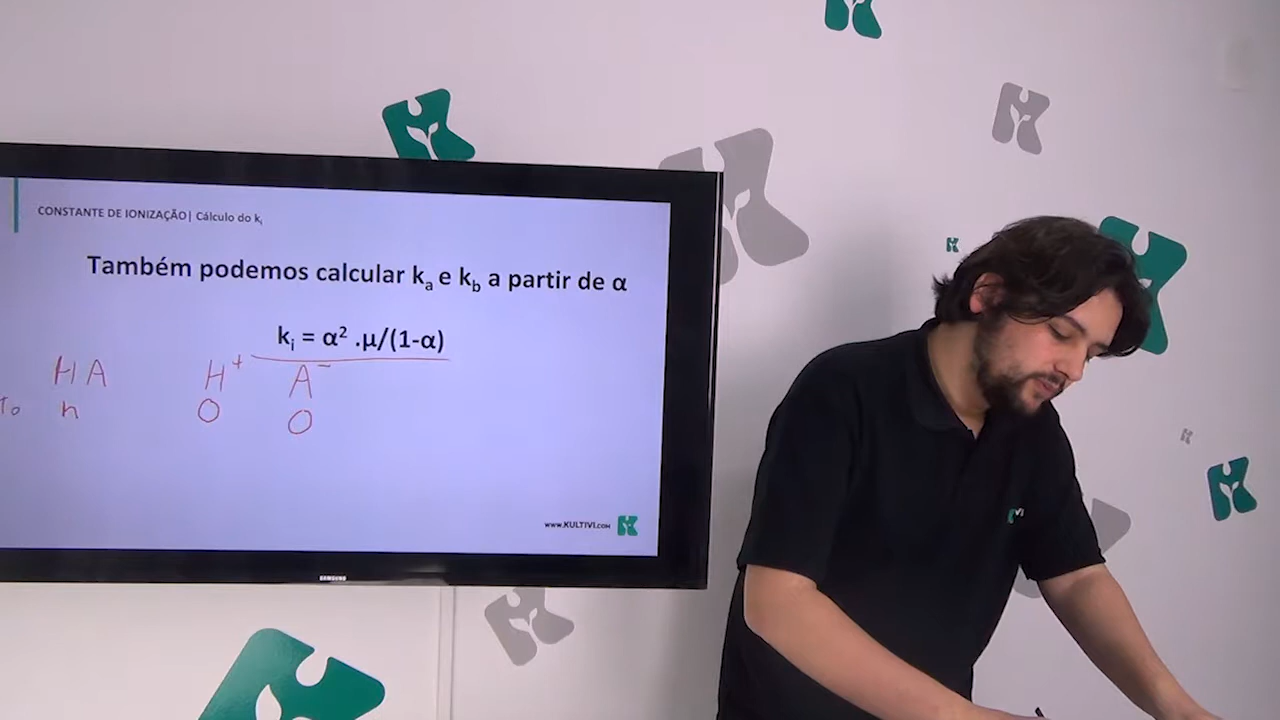 CONSTANTE DE IONIZAÇÃO| Cálculo do kᵢ
Também podemos calcular kₐ e k_b a partir de α
kᵢ = α² .μ/(1-α)
HA H⁺ A⁻
n 0 0
www.KULTIVI.com
SAMSUNG